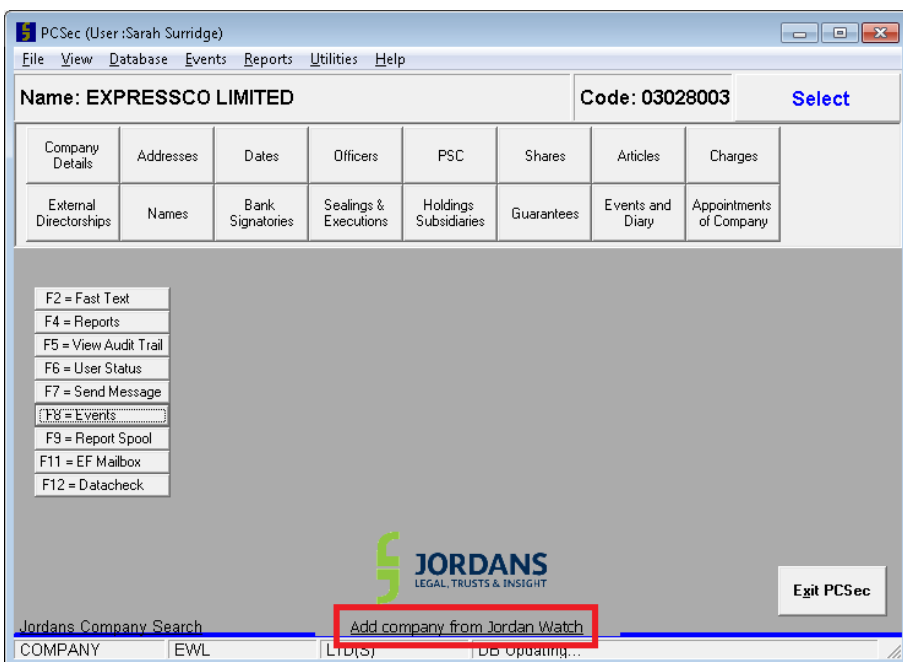 PCSec (User :Sarah Surridge)
File View Database Events Reports Utilities Help
Name: EXPRESSCO LIMITED Code: 03028003 Select
Company Details Addresses Dates Officers PSC Shares Articles Charges
External Directorships Names Bank Signatories Sealings & Executions Holdings Subsidiaries Guarantees Events and Diary Appointments of Company
F2 = Fast Text
F4 = Reports
F5 = View Audit Trail
F6 = User Status
F7 = Send Message
F8 = Events
F9 = Report Spool
F11 = EF Mailbox
F12 = Datacheck
JORDANS
LEGAL, TRUSTS & INSIGHT
Exit PCSec
Jordans Company Search Add company from Jordan Watch
COMPANY EWL LTD(S) DB Updating...